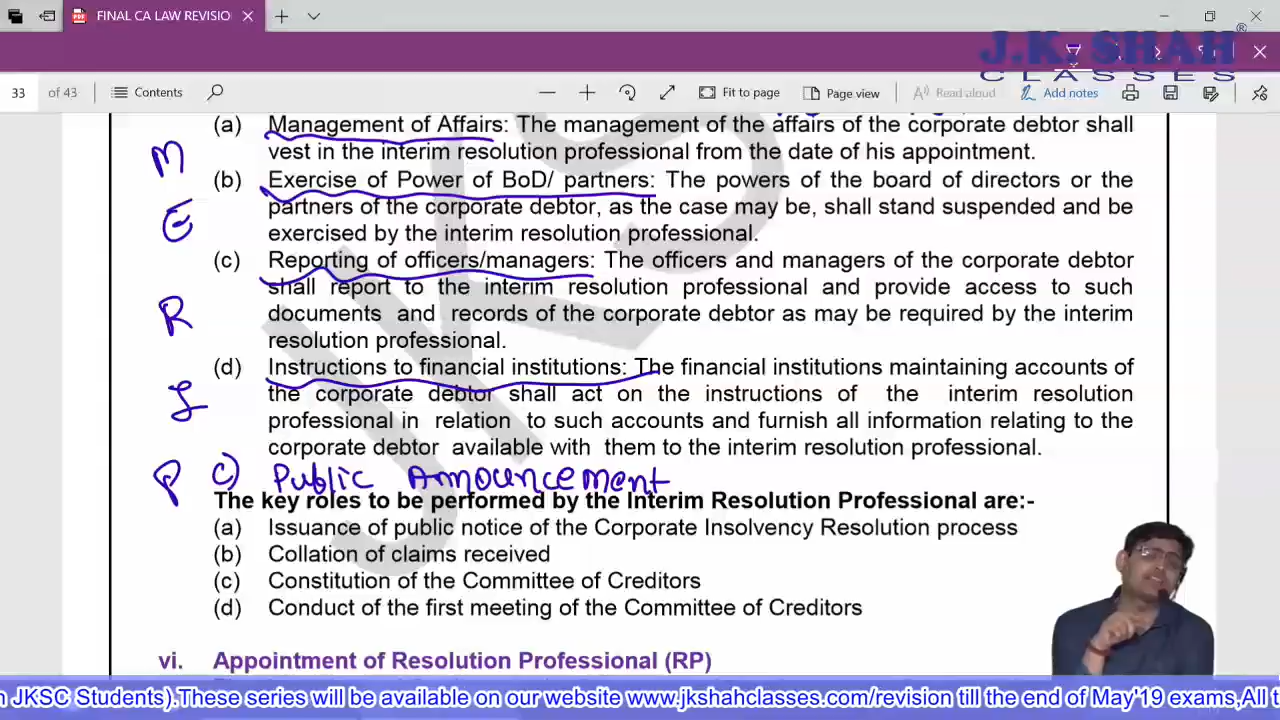 FINAL CA LAW REVISIO
J.K. SHAH®
CLASSES
33 of 43 Contents Fit to page Page view Read aloud Add notes
(a) Management of Affairs: The management of the affairs of the corporate debtor shall
vest in the interim resolution professional from the date of his appointment.
M
(b) Exercise of Power of BoD/ partners: The powers of the board of directors or the
partners of the corporate debtor, as the case may be, shall stand suspended and be
E
exercised by the interim resolution professional.
(c) Reporting of officers/managers: The officers and managers of the corporate debtor
shall report to the interim resolution professional and provide access to such
R
documents and records of the corporate debtor as may be required by the interim
resolution professional.
(d) Instructions to financial institutions: The financial institutions maintaining accounts of
the corporate debtor shall act on the instructions of the interim resolution
I
professional in relation to such accounts and furnish all information relating to the
corporate debtor available with them to the interim resolution professional.
P e) Public Announcement
The key roles to be performed by the Interim Resolution Professional are:-
(a) Issuance of public notice of the Corporate Insolvency Resolution process
(b) Collation of claims received
(c) Constitution of the Committee of Creditors
(d) Conduct of the first meeting of the Committee of Creditors
vi. Appointment of Resolution Professional (RP)
JKSC Students).These series will be available on our website www.jkshahclasses.com/revision till the end of May'19 exams,All